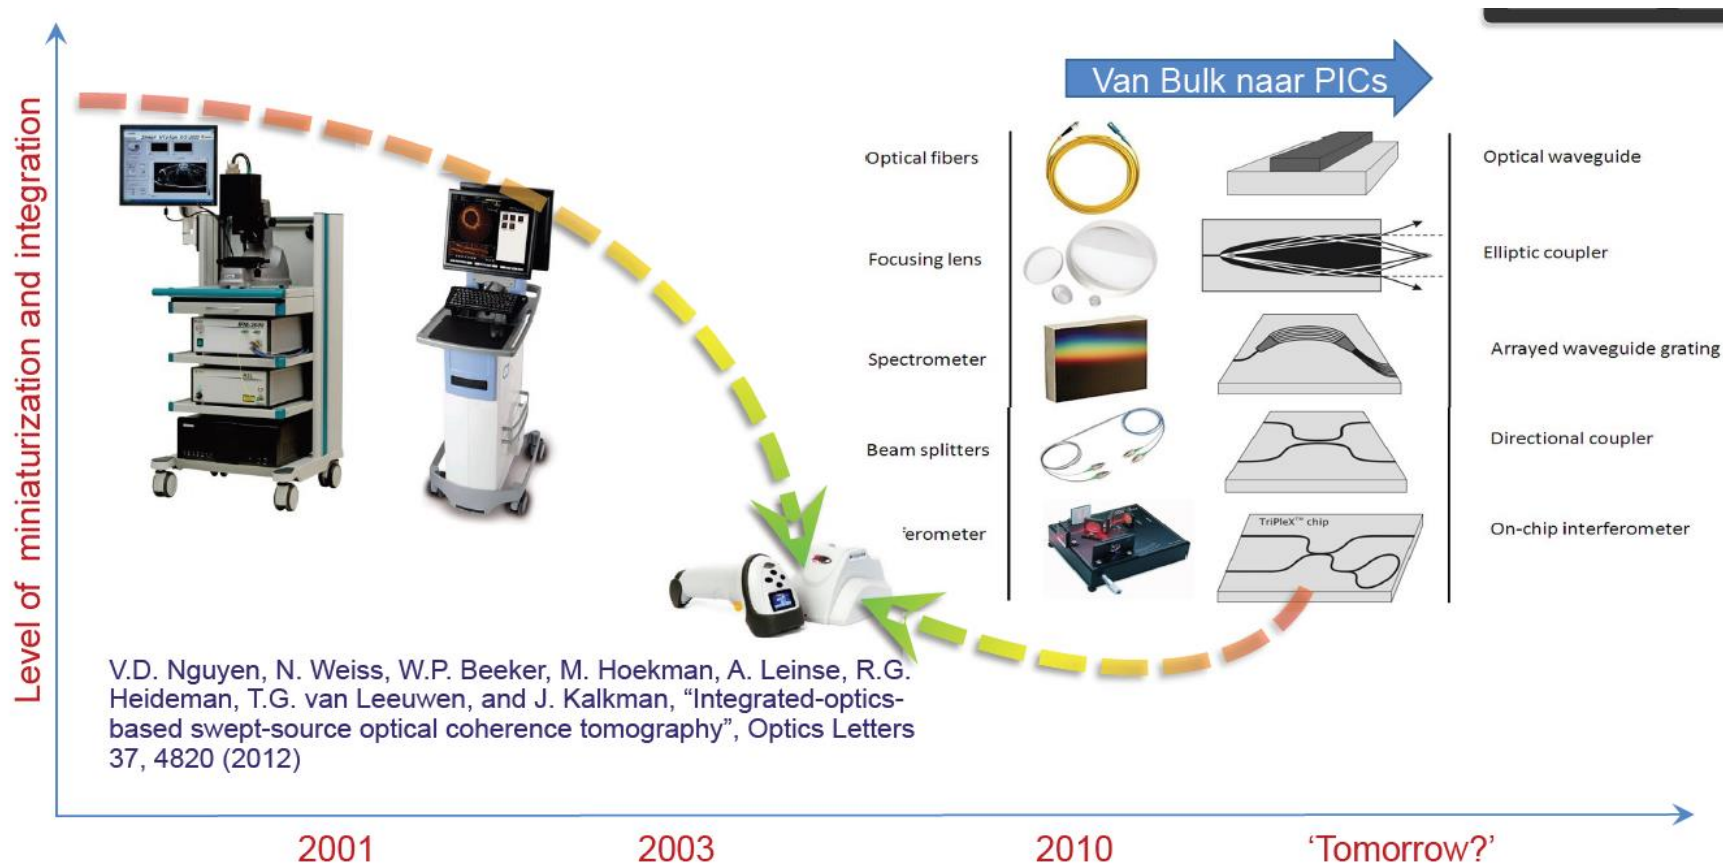 Van Bulk naar PICs
Level of miniaturization and integration
Optical fibers
Optical waveguide
Focusing lens
Elliptic coupler
Spectrometer
Arrayed waveguide grating
Beam splitters
Directional coupler
ferometer
TriPleX™ chip
On-chip interferometer
V.D. Nguyen, N. Weiss, W.P. Beeker, M. Hoekman, A. Leinse, R.G.
Heideman, T.G. van Leeuwen, and J. Kalkman, “Integrated-optics-
based swept-source optical coherence tomography”, Optics Letters
37, 4820 (2012)
2001
2003
2010
‘Tomorrow?’